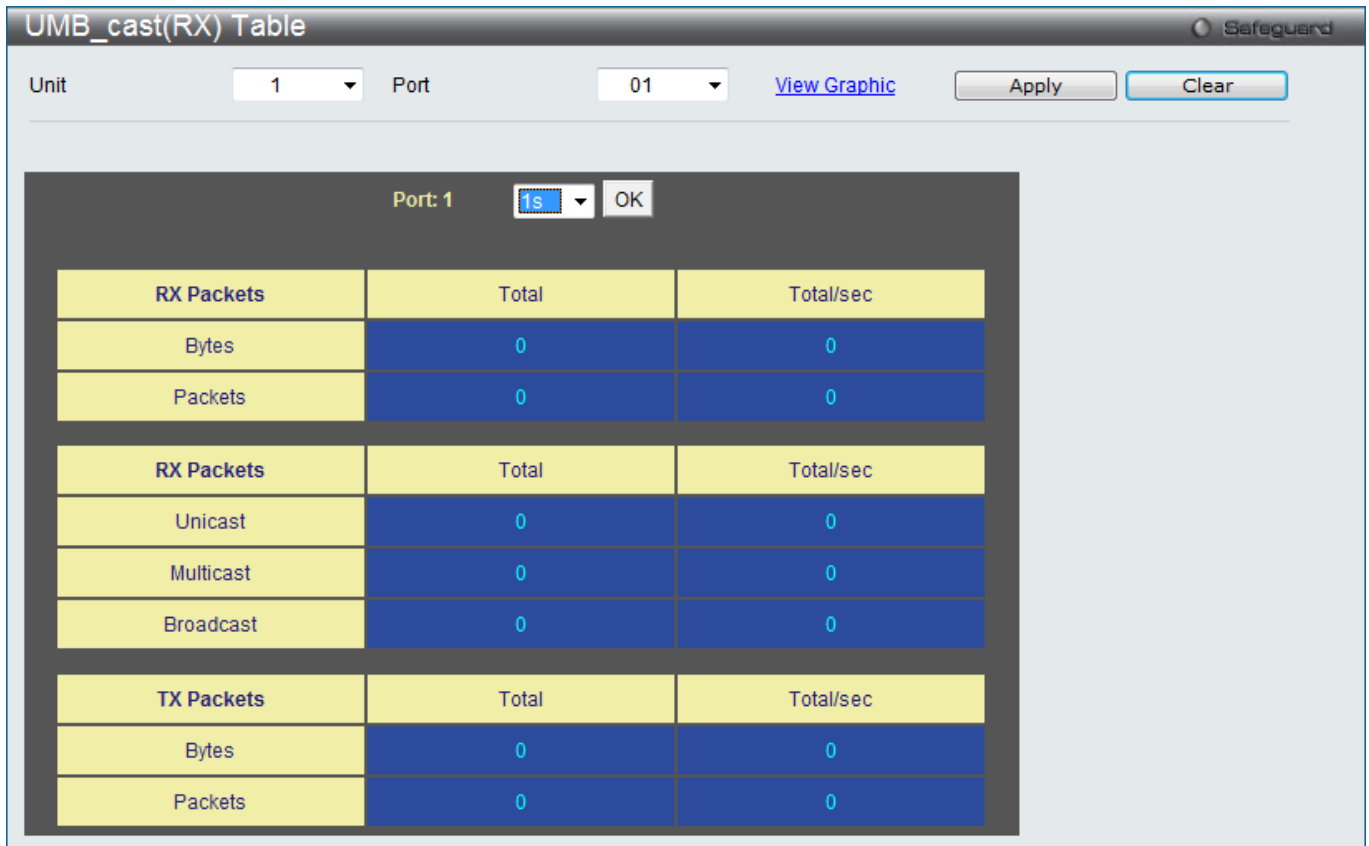 UMB_cast(RX) Table Safeguard
Unit 1 Port 01 View Graphic Apply Clear
Port: 1 1s OK
RX Packets Total Total/sec
Bytes 0 0
Packets 0 0
RX Packets Total Total/sec
Unicast 0 0
Multicast 0 0
Broadcast 0 0
TX Packets Total Total/sec
Bytes 0 0
Packets 0 0